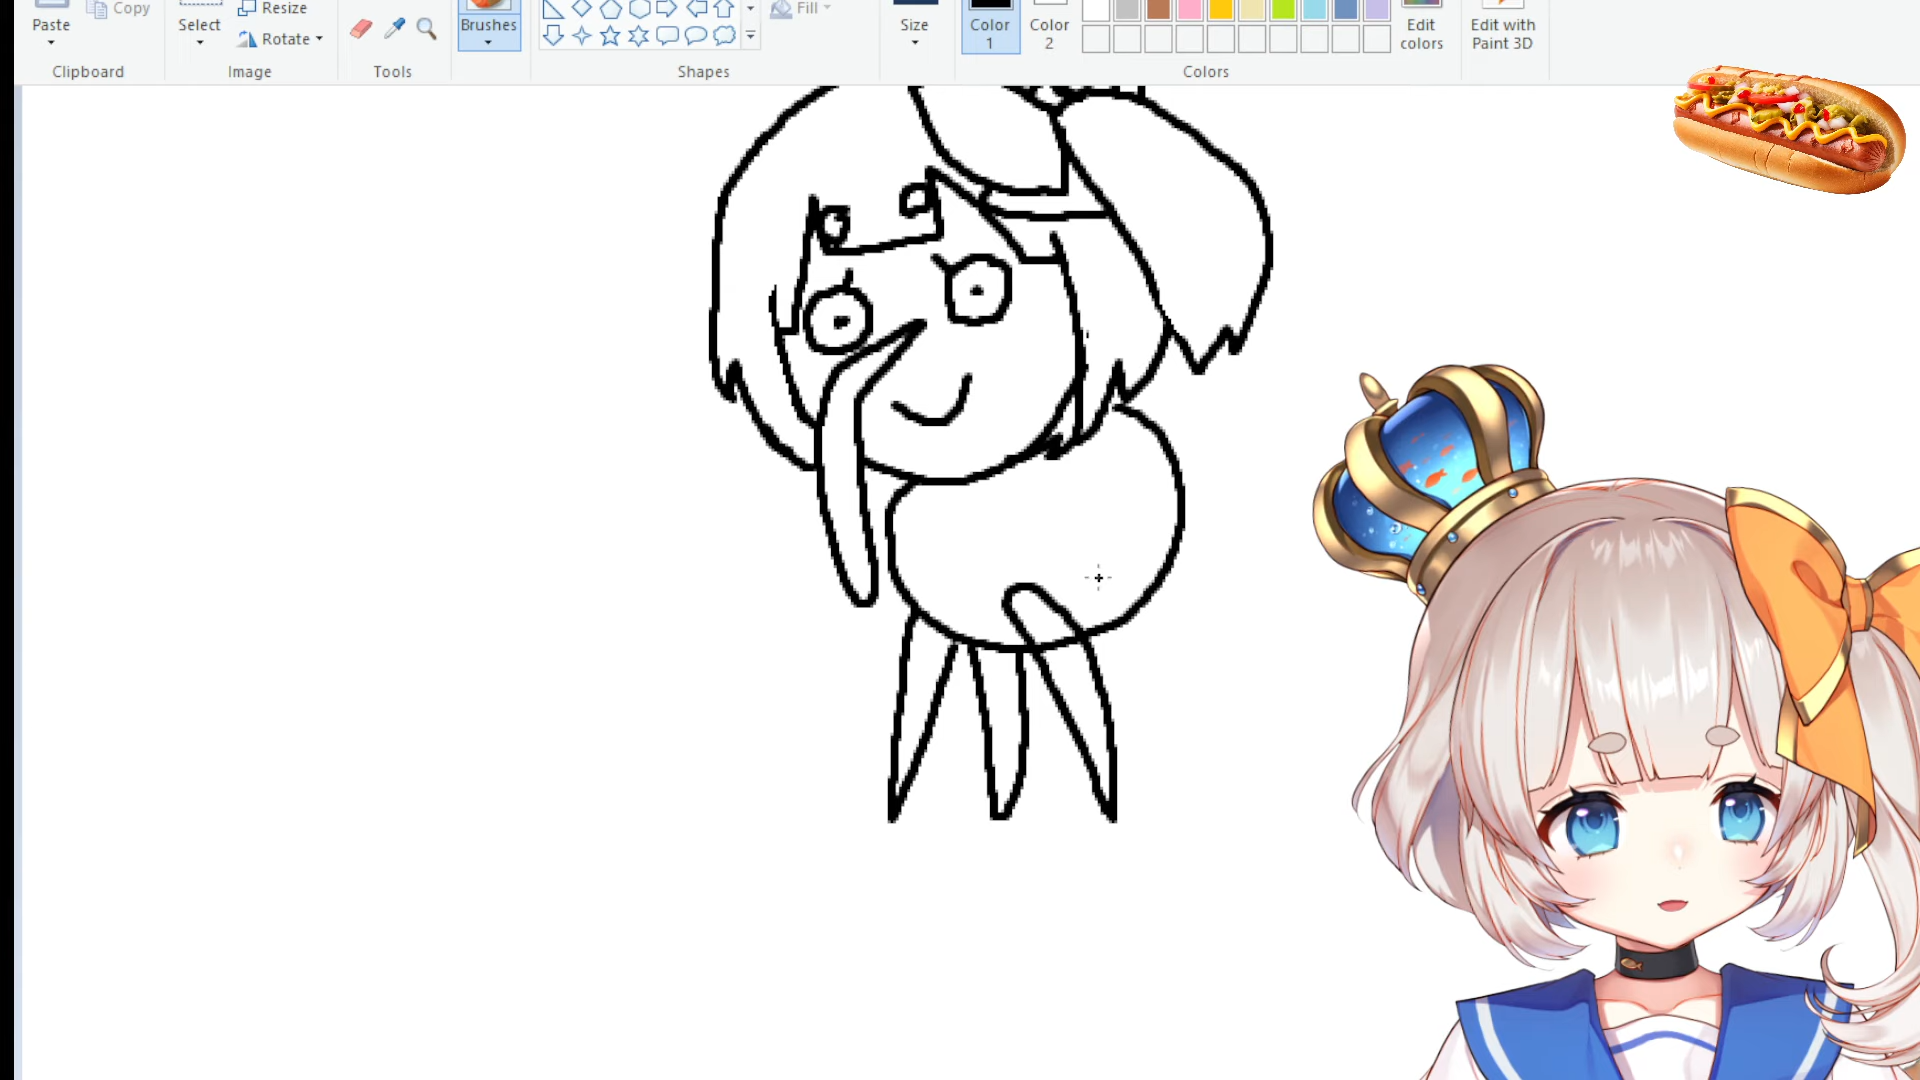 Paste
Copy
Select
Resize
Rotate
Brushes
Fill
Size
Color
1
Color
2
Edit
colors
Edit with
Paint 3D
Clipboard
Image
Tools
Shapes
Colors